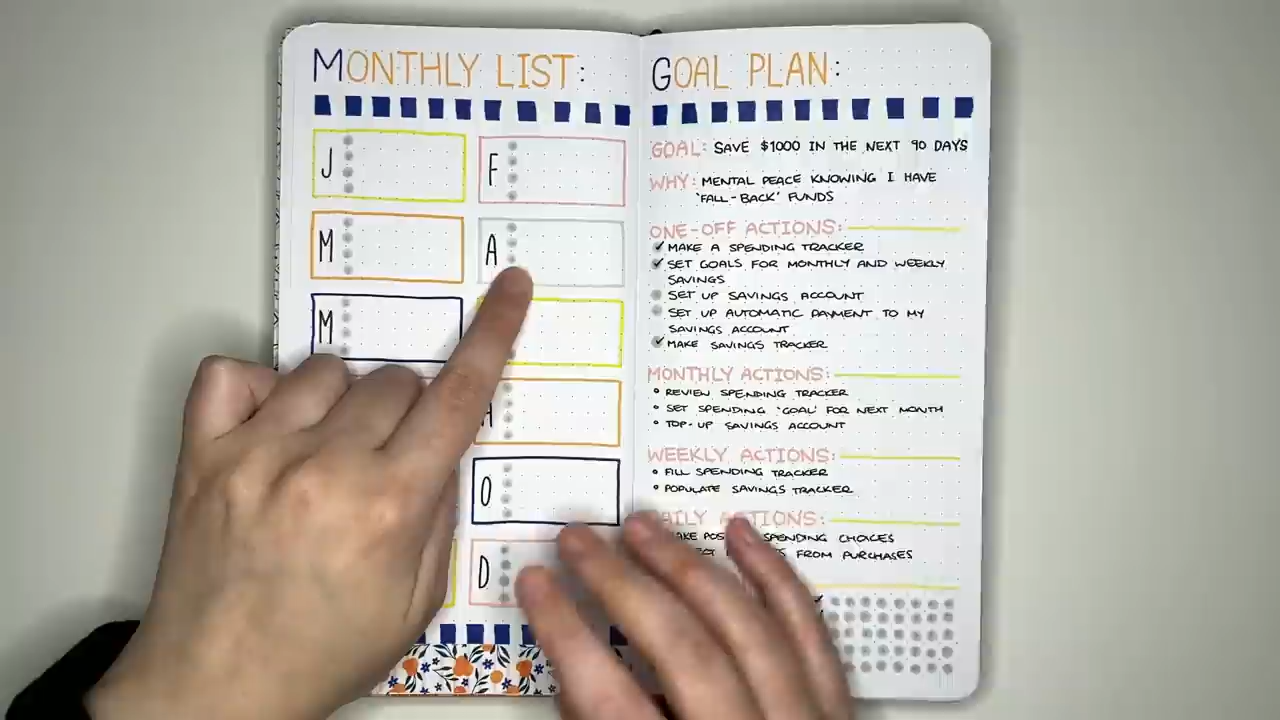 MONTHLY LIST:
J
F
M
A
M
O
D
GOAL PLAN:
GOAL: SAVE $1000 IN THE NEXT 90 DAYS
WHY: MENTAL PEACE KNOWING I HAVE
'FALL-BACK' FUNDS
ONE-OFF ACTIONS:
MAKE A SPENDING TRACKER
SET GOALS FOR MONTHLY AND WEEKLY
SAVINGS
SET UP SAVINGS ACCOUNT
SET UP AUTOMATIC PAYMENT TO MY
SAVINGS ACCOUNT
MAKE SAVINGS TRACKER
MONTHLY ACTIONS:
REVIEW SPENDING TRACKER
SET SPENDING 'GOAL' FOR NEXT MONTH
TOP-UP SAVINGS ACCOUNT
WEEKLY ACTIONS:
FILL SPENDING TRACKER
POPULATE SAVINGS TRACKER
DAILY ACTIONS:
SPENDING CHOICES
FROM PURCHASES